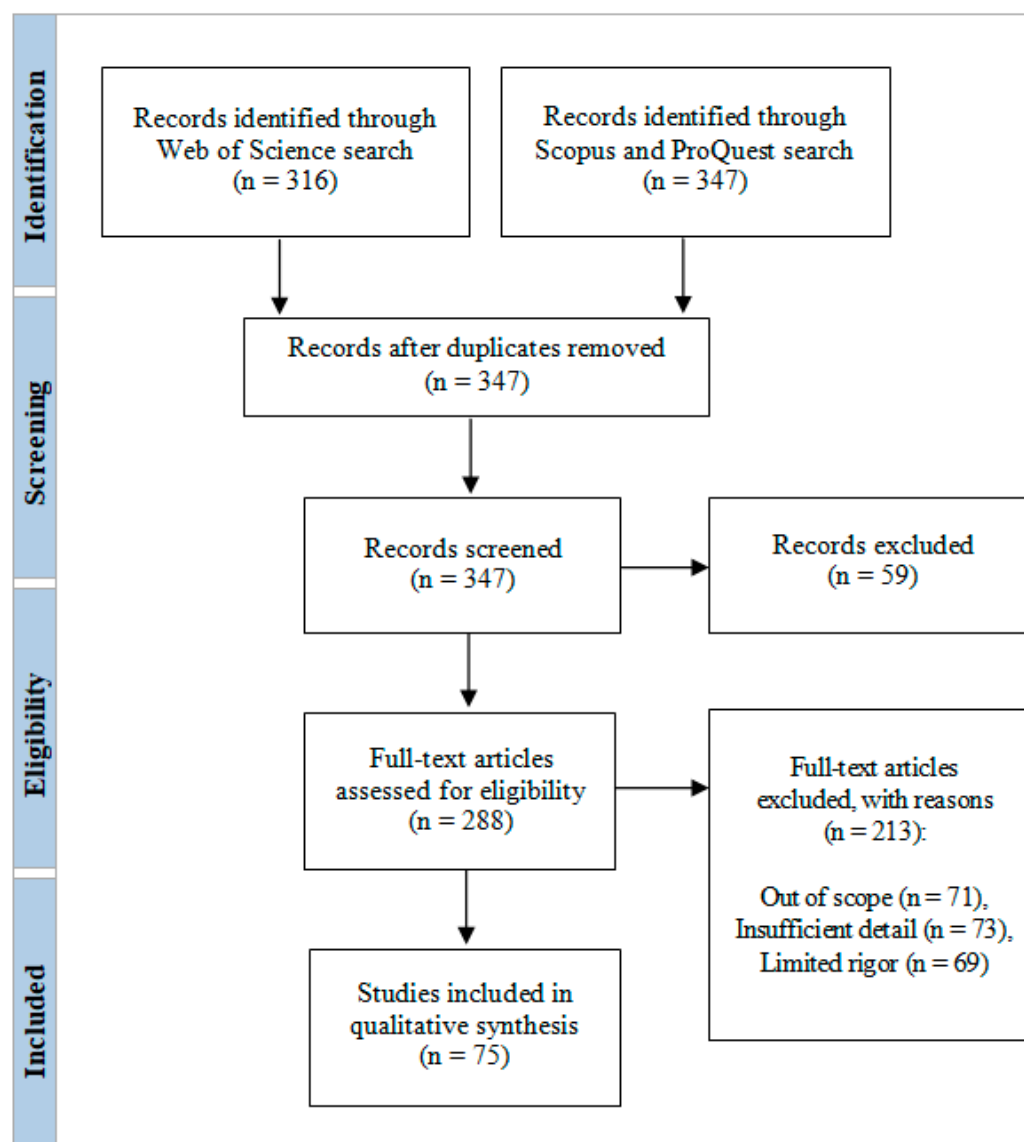 Identification
Records identified through
Web of Science search
(n = 316)
Records identified through
Scopus and ProQuest search
(n = 347)
Screening
Records after duplicates removed
(n = 347)
Records screened
(n = 347)
Records excluded
(n = 59)
Eligibility
Full-text articles
assessed for eligibility
(n = 288)
Full-text articles
excluded, with reasons
(n = 213):
Out of scope (n = 71),
Insufficient detail (n = 73),
Limited rigor (n = 69)
Included
Studies included in
qualitative synthesis
(n = 75)